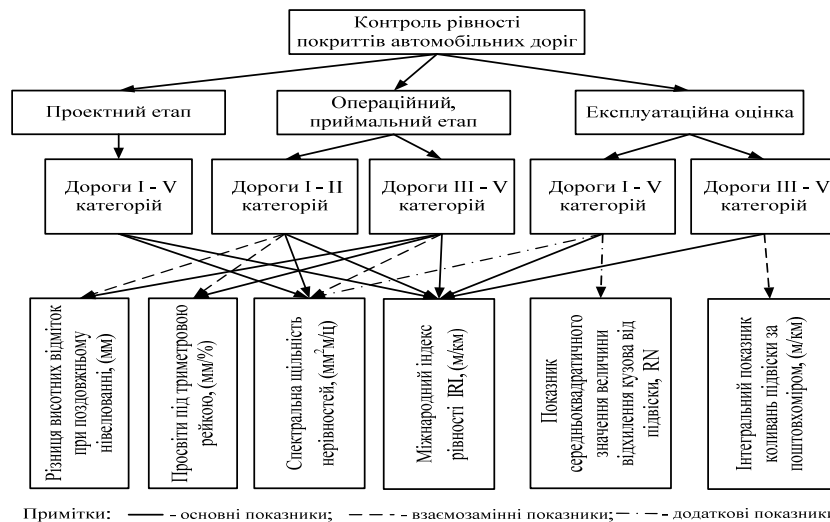 Контроль рівності
покриттів автомобільних доріг
Проектний етап
Операційний,
приймальний етап
Експлуатаційна оцінка
Дороги I - V
категорій
Дороги I - II
категорій
Дороги III - V
категорій
Дороги I - V
категорій
Дороги III - V
категорій
Різниця висотних відміток
при поздовжньому
нівелюванні, (мм)
Просвіти під триметровою
рейкою, (мм/%)
Спектральна щільність
нерівностей, (мм²м/ц)
Міжнародний індекс
рівності IRI, (м/км)
Показник
середньоквадратичного
значення величини
відхилення кузова від
підвіски, RN
Інтегральний показник
коливань підвіски за
поштовхоміром, (м/км)
Примітки: - основні показники; - взаємозамінні показники; - додаткові показники